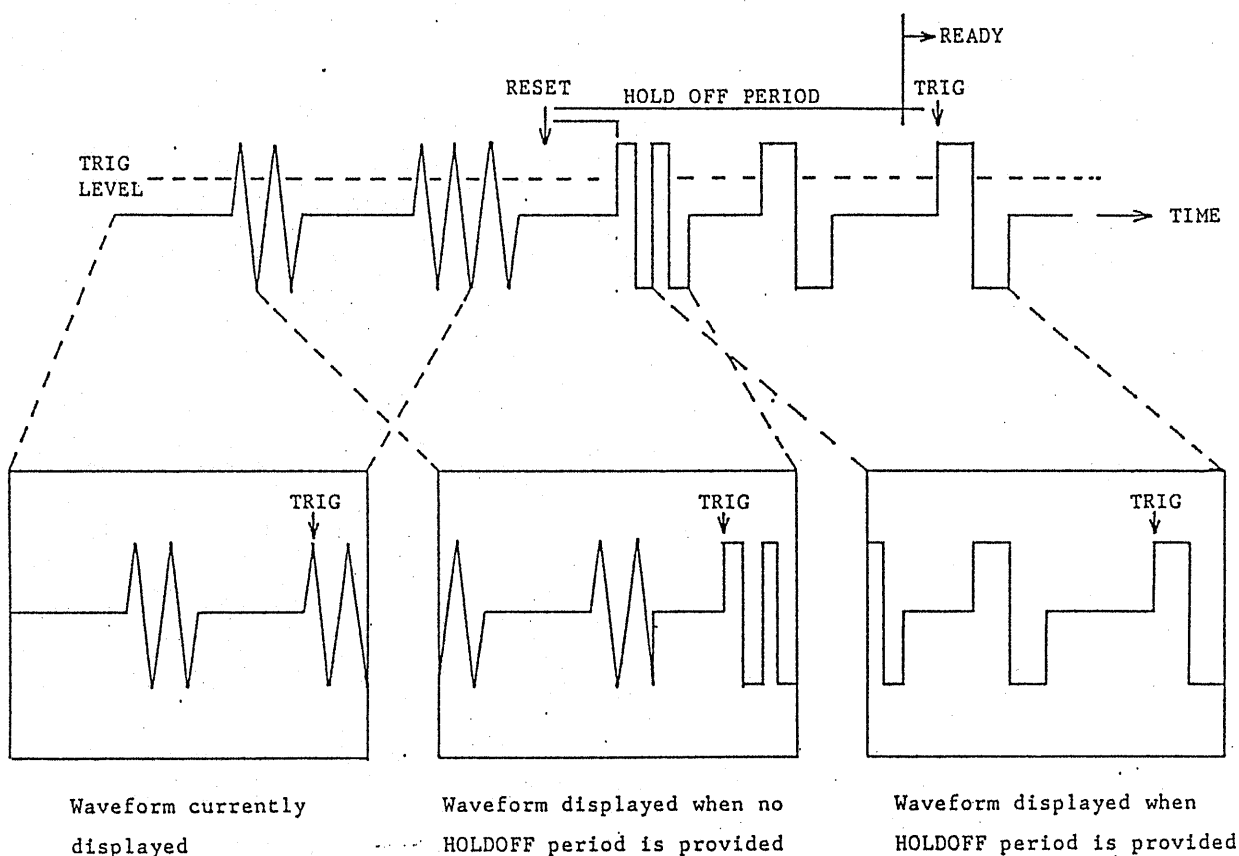 READY
RESET
HOLD OFF PERIOD
TRIG
TRIG
LEVEL
TIME
TRIG
TRIG
TRIG
Waveform currently
displayed
Waveform displayed when no
HOLDOFF period is provided
Waveform displayed when
HOLDOFF period is provided